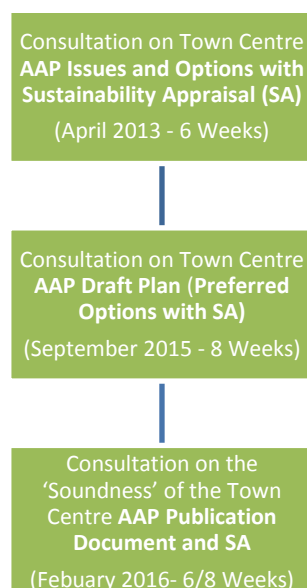 Consultation on Town Centre
AAP Issues and Options with
Sustainability Appraisal (SA)
(April 2013 - 6 Weeks)
Consultation on Town Centre
AAP Draft Plan (Preferred
Options with SA)
(September 2015 - 8 Weeks)
Consultation on the
‘Soundness’ of the Town
Centre AAP Publication
Document and SA
(Febuary 2016- 6/8 Weeks)